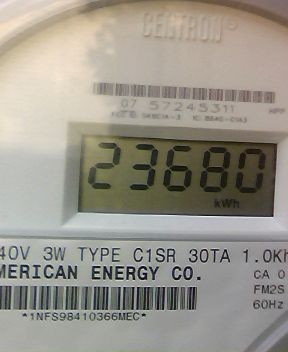 CENTRON®
07 57245311
23680
kWh
40V 3W TYPE C1SR 30TA 1.0Kh
MERICAN ENERGY CO.
CA 0
FM2S
60Hz
*1NFS98410366MEC*